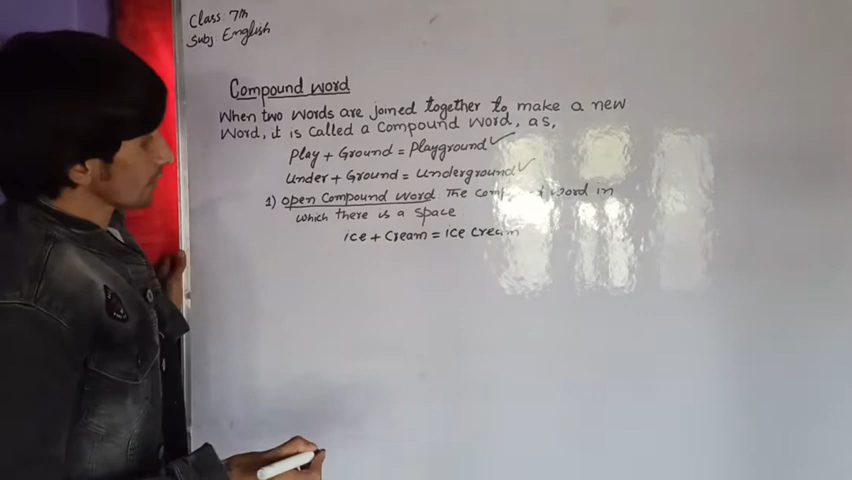 Class 7th
Subj English
Compound word
When two words are joined together to make a new
word, it is called a Compound word, as,
Play + Ground = Playground ✓
Under + Ground = Underground ✓
1) open Compound word The word in
which there is a space
ice + Cream = ice cream